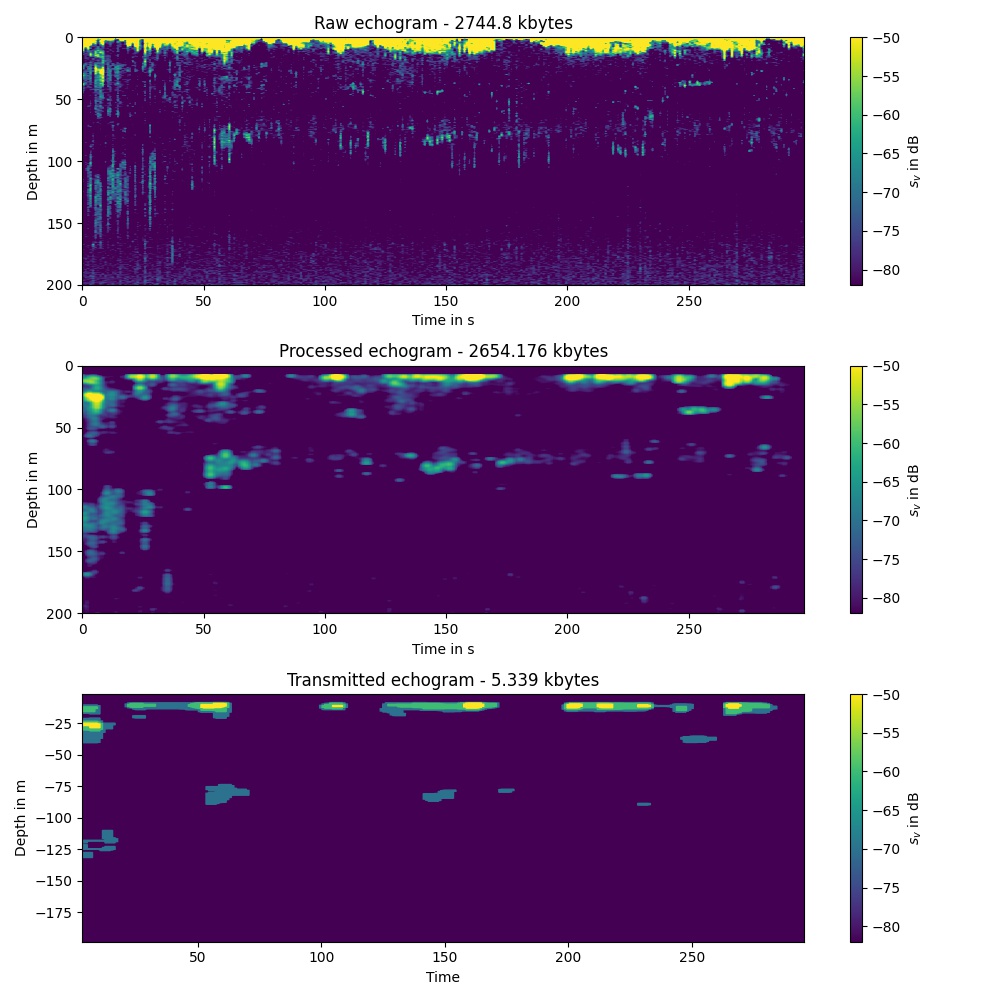 Raw echogram - 2744.8 kbytes
0
50
100
150
200
Depth in m
0 50 100 150 200 250
Time in s
−50
−55
−60
−65
−70
−75
−80
sv in dB
Processed echogram - 2654.176 kbytes
0
50
100
150
200
Depth in m
0 50 100 150 200 250
Time in s
−50
−55
−60
−65
−70
−75
−80
sv in dB
Transmitted echogram - 5.339 kbytes
−25
−50
−75
−100
−125
−150
−175
Depth in m
50 100 150 200 250
Time
−50
−55
−60
−65
−70
−75
−80
sv in dB